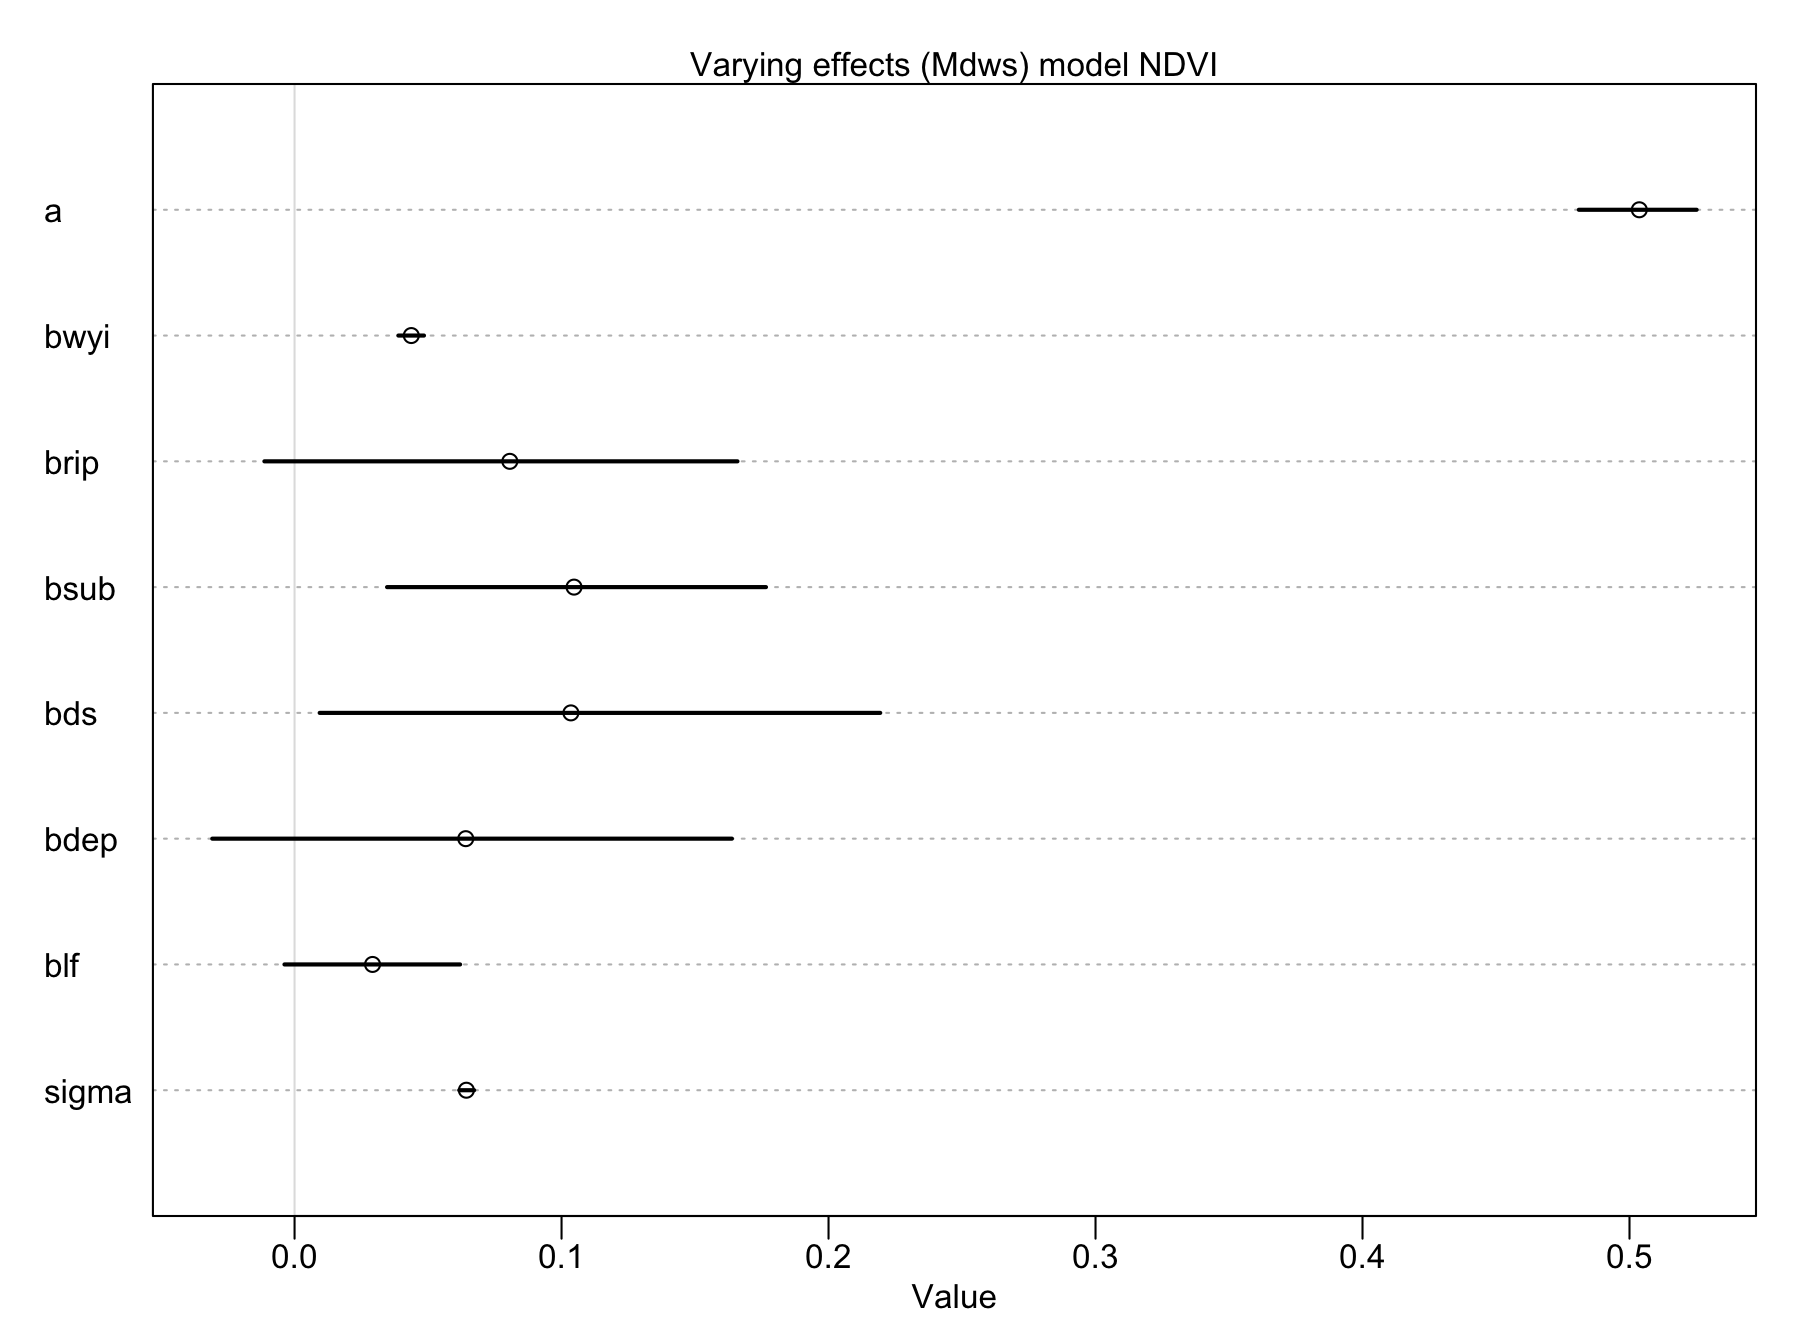 Varying effects (Mdws) model NDVI
a
bwyi
brip
bsub
bds
bdep
blf
sigma
0.0 0.1 0.2 0.3 0.4 0.5
Value